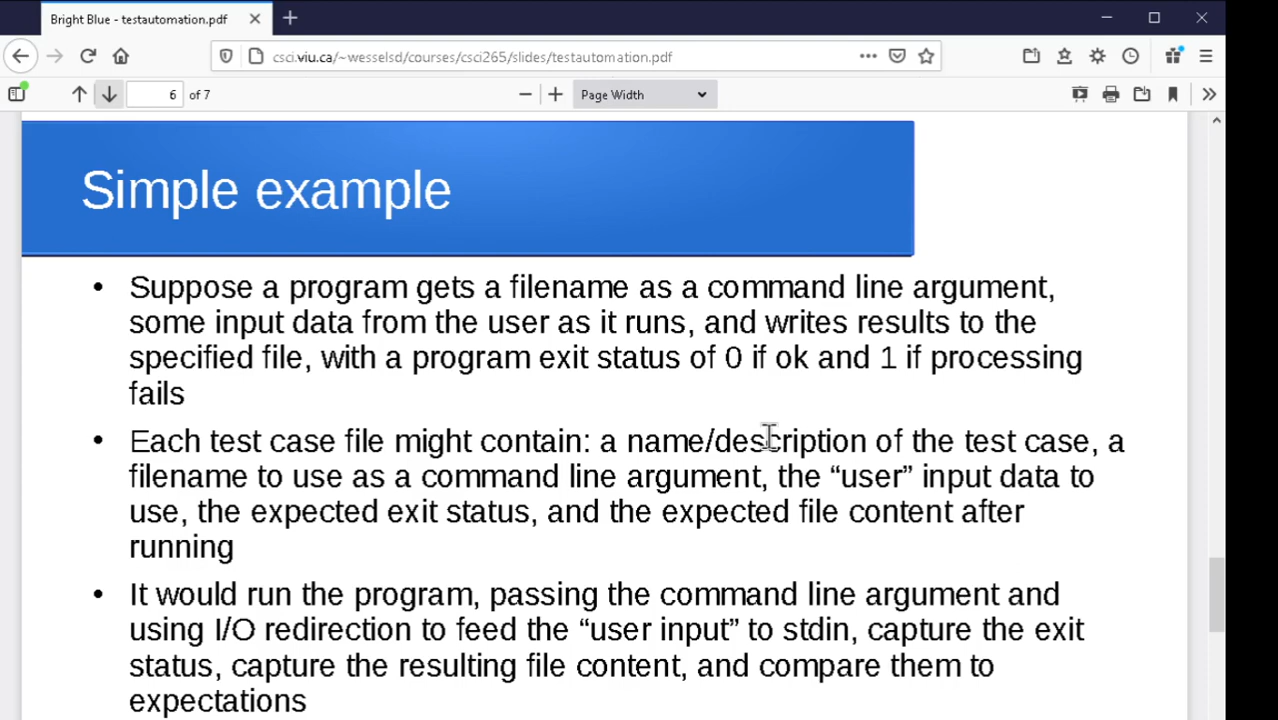 Bright Blue - testautomation.pdf
csci.viu.ca/~wesselsd/courses/csci265/slides/testautomation.pdf
6 of 7
Page Width
Simple example
• Suppose a program gets a filename as a command line argument,
some input data from the user as it runs, and writes results to the
specified file, with a program exit status of 0 if ok and 1 if processing
fails
• Each test case file might contain: a name/description of the test case, a
filename to use as a command line argument, the “user” input data to
use, the expected exit status, and the expected file content after
running
• It would run the program, passing the command line argument and
using I/O redirection to feed the “user input” to stdin, capture the exit
status, capture the resulting file content, and compare them to
expectations